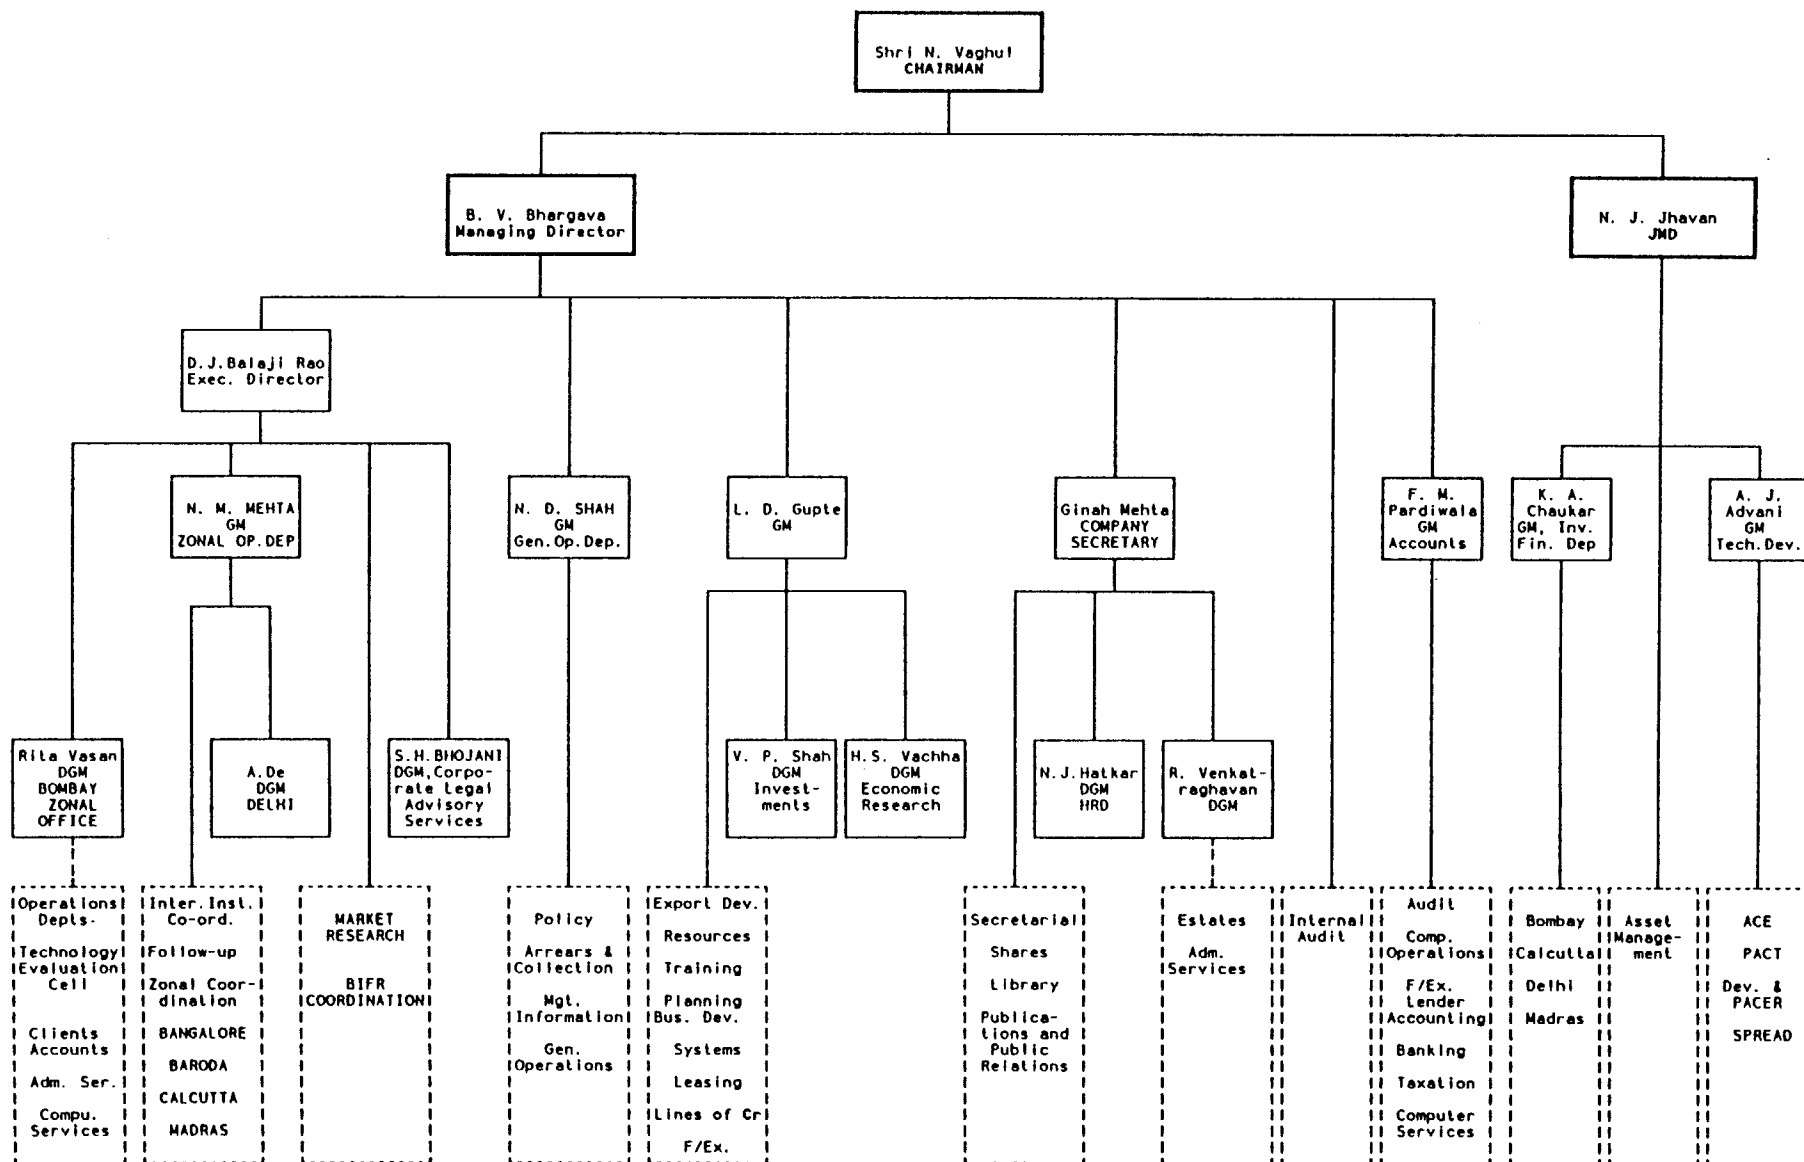 Shri N. Vaghul
CHAIRMAN
B. V. Bhargava
Managing Director
N. J. Jhavan
JMD
D.J.Balaji Rao
Exec. Director
N. M. MEHTA
GM
ZONAL OP.DEP
N. D. SHAH
GM
Gen.Op.Dep.
L. D. Gupte
GM
Ginah Mehta
COMPANY
SECRETARY
F. M.
Pardiwala
GM
Accounts
K. A.
Chaukar
GM, Inv.
Fin. Dep
A. J.
Advani
GM
Tech.Dev.
Rita Vasan
DGM
BOMBAY
ZONAL
OFFICE
A.De
DGM
DELHI
S.H.BHOJANI
DGM,Corpo-
rate Legal
Advisory
Services
V. P. Shah
DGM
Invest-
ments
H.S. Vachha
DGM
Economic
Research
N.J.Hatkar
DGM
HRD
R. Venkat-
raghavan
DGM
Operations
Depts.
Technology
Evaluation
Cell
Clients
Accounts
Adm. Ser.
Compu.
Services
Inter.Inst.
Co-ord.
Follow-up
Zonal Coor-
dination
BANGALORE
BARODA
CALCUTTA
MADRAS
MARKET
RESEARCH
BIFR
COORDINATION
Policy
Arrears &
Collection
Mgt.
Information
Gen.
Operations
Export Dev.
Resources
Training
Planning
Bus. Dev.
Systems
Leasing
Lines of Cr
F/Ex.
Secretarial
Shares
Library
Publica-
tions and
Public
Relations
Estates
Adm.
Services
Internal
Audit
Audit
Comp.
Operations
F/Ex.
Lender
Accounting
Banking
Taxation
Computer
Services
Bombay
Calcutta
Delhi
Madras
Asset
Manage-
ment
ACE
PACT
Dev. &
PACER
SPREAD